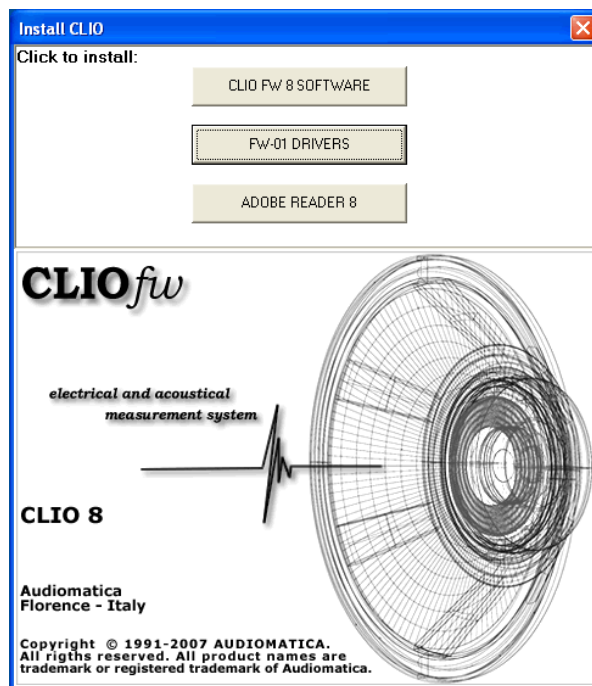 Install CLIO
Click to install:
CLIO FW 8 SOFTWARE
FW-01 DRIVERS
ADOBE READER 8
CLIOfw
electrical and acoustical
measurement system
CLIO 8
Audiomatica
Florence - Italy
Copyright © 1991-2007 AUDIOMATICA.
All rigths reserved. All product names are
trademark or registered trademark of Audiomatica.